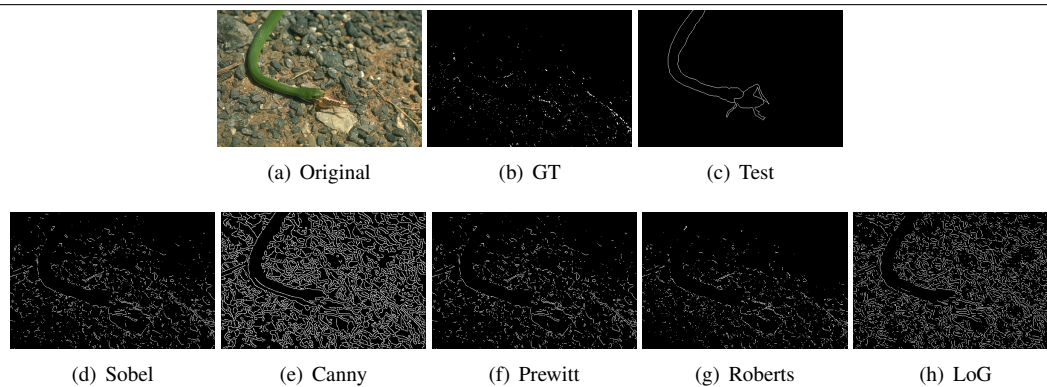 (a) Original
(b) GT
(c) Test
(d) Sobel
(e) Canny
(f) Prewitt
(g) Roberts
(h) LoG